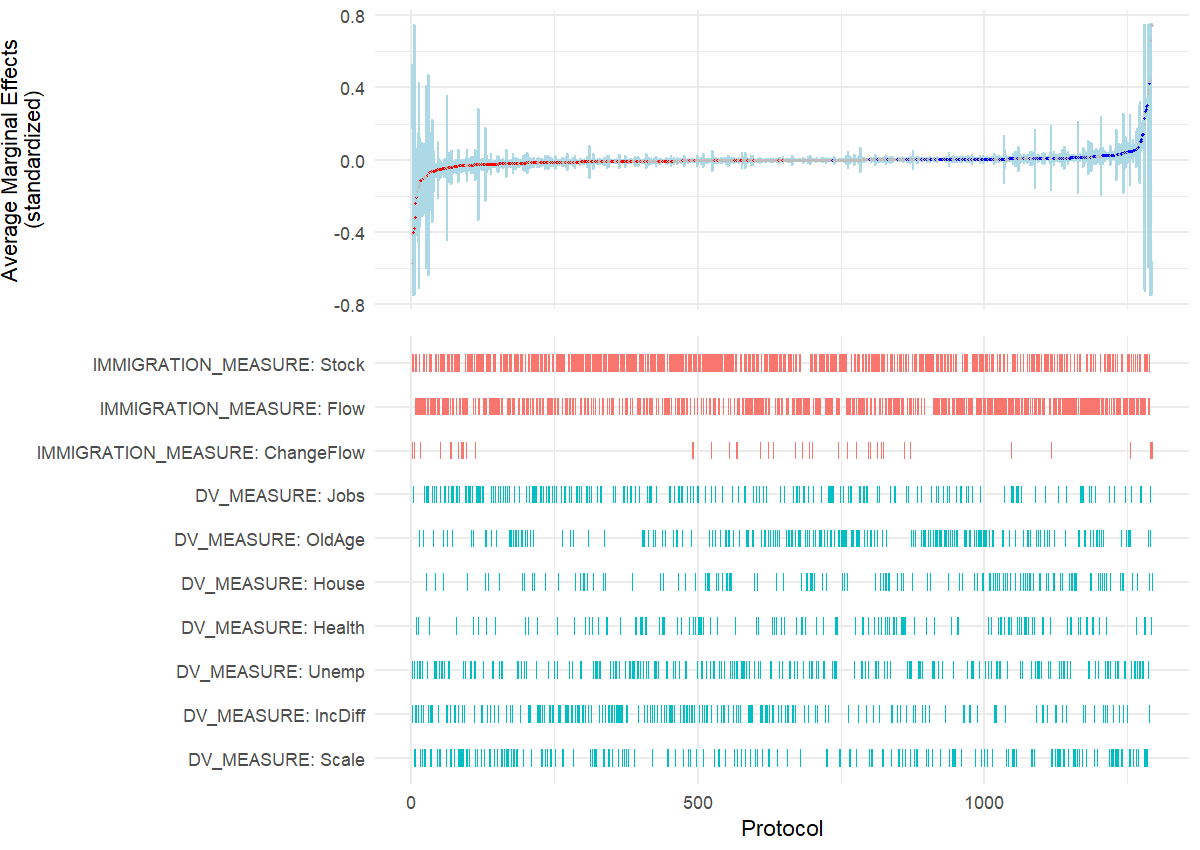 Average Marginal Effects
(standardized)
0.8
0.4
0.0
-0.4
-0.8
IMMIGRATION_MEASURE: Stock
IMMIGRATION_MEASURE: Flow
IMMIGRATION_MEASURE: ChangeFlow
DV_MEASURE: Jobs
DV_MEASURE: OldAge
DV_MEASURE: House
DV_MEASURE: Health
DV_MEASURE: Unemp
DV_MEASURE: IncDiff
DV_MEASURE: Scale
0 500 1000
Protocol